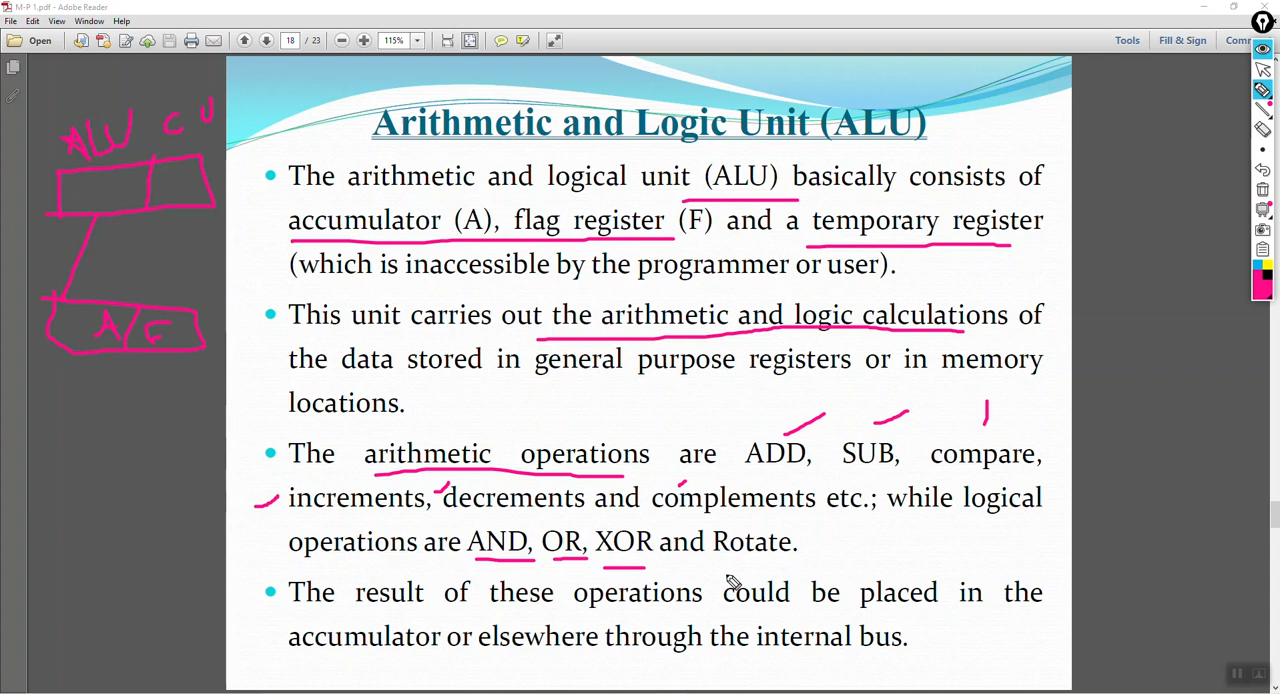 M-P 1.pdf - Adobe Reader
File Edit View Window Help
Open 18 / 23 115% Tools Fill & Sign
ALU C U
A F
Arithmetic and Logic Unit (ALU)
• The arithmetic and logical unit (ALU) basically consists of
accumulator (A), flag register (F) and a temporary register
(which is inaccessible by the programmer or user).
• This unit carries out the arithmetic and logic calculations of
the data stored in general purpose registers or in memory
locations.
• The arithmetic operations are ADD, SUB, compare,
increments, decrements and complements etc.; while logical
operations are AND, OR, XOR and Rotate.
• The result of these operations could be placed in the
accumulator or elsewhere through the internal bus.